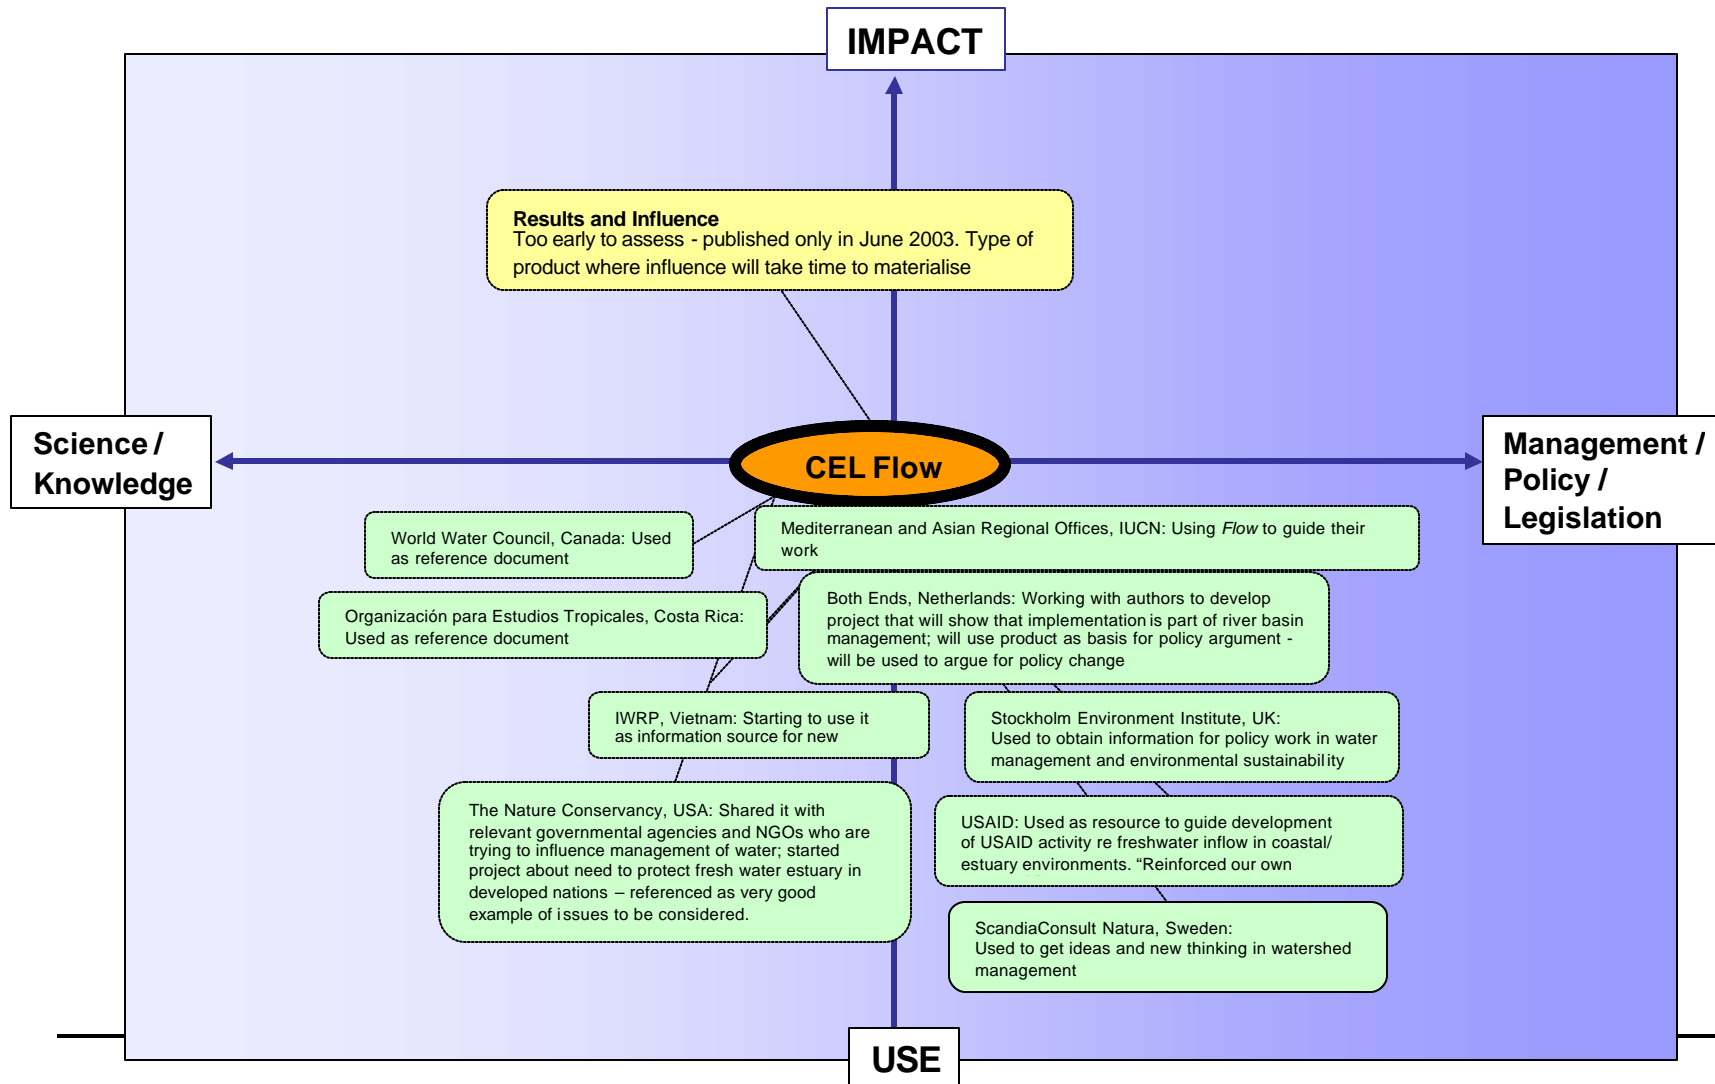 IMPACT
Results and Influence
Too early to assess - published only in June 2003. Type of
product where influence will take time to materialise
Science /
Knowledge
CEL Flow
Management /
Policy /
Legislation
World Water Council, Canada: Used
as reference document
Mediterranean and Asian Regional Offices, IUCN: Using Flow to guide their
work
Organización para Estudios Tropicales, Costa Rica:
Used as reference document
Both Ends, Netherlands: Working with authors to develop
project that will show that implementation is part of river basin
management; will use product as basis for policy argument -
will be used to argue for policy change
IWRP, Vietnam: Starting to use it
as information source for new
Stockholm Environment Institute, UK:
Used to obtain information for policy work in water
management and environmental sustainability
The Nature Conservancy, USA: Shared it with
relevant governmental agencies and NGOs who are
trying to influence management of water; started
project about need to protect fresh water estuary in
developed nations – referenced as very good
example of issues to be considered.
USAID: Used as resource to guide development
of USAID activity re freshwater inflow in coastal/
estuary environments. “Reinforced our own
ScandiaConsult Natura, Sweden:
Used to get ideas and new thinking in watershed
management
USE